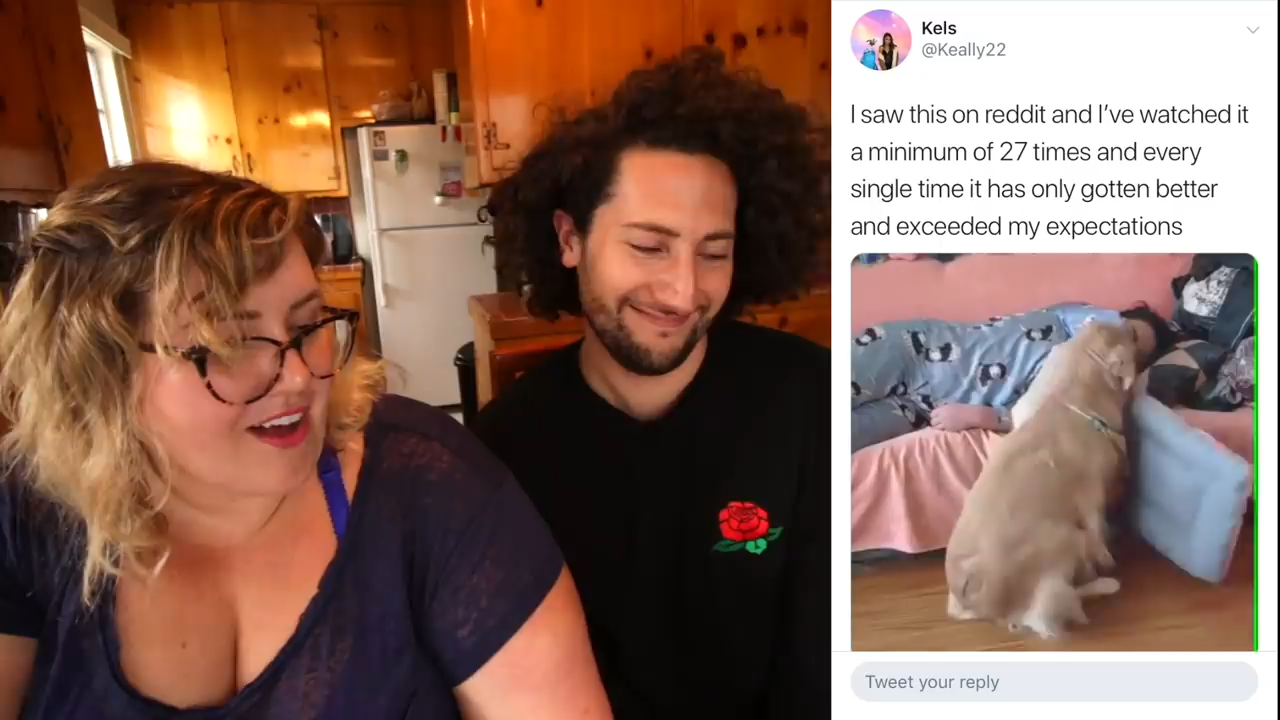 Kels
@Keally22
I saw this on reddit and I’ve watched it
a minimum of 27 times and every
single time it has only gotten better
and exceeded my expectations
Tweet your reply